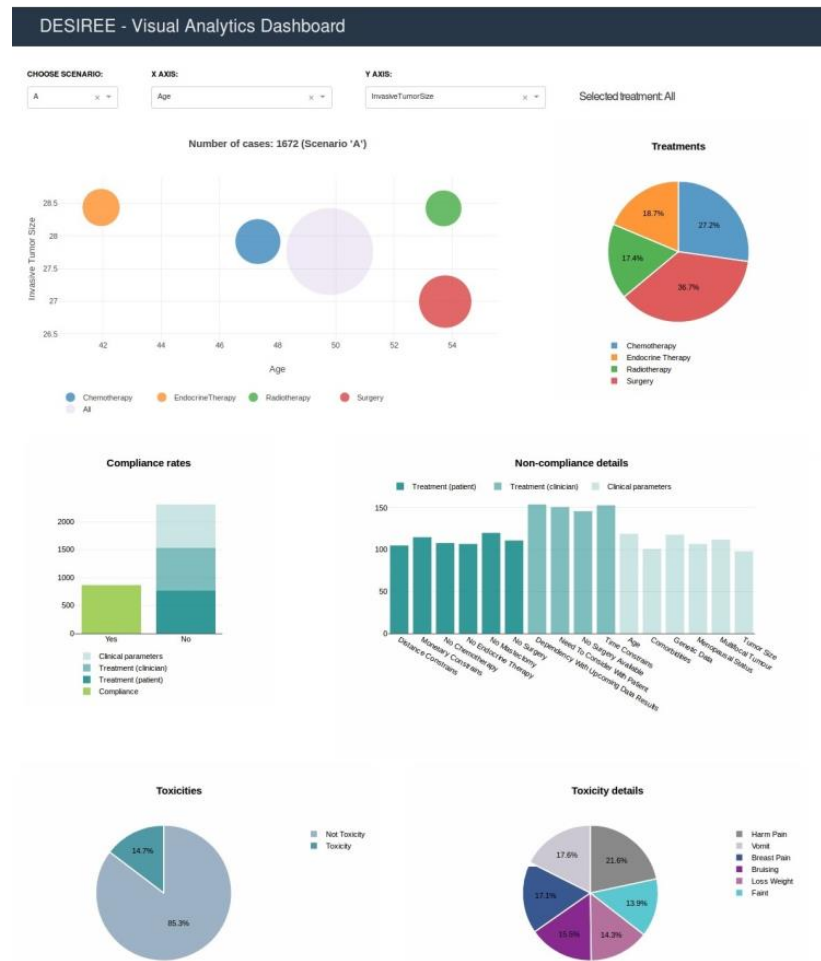 DESIREE - Visual Analytics Dashboard
CHOOSE SCENARIO:
X AXIS:
Y AXIS:
A
Age
InvasiveTumorSize
Selected treatment: All
Number of cases: 1672 (Scenario 'A')
28.5
28
27.5
27
26.5
Invasive Tumor Size
42
44
46
48
50
52
54
Age
Chemotherapy
EndocrineTherapy
Radiotherapy
Surgery
All
Treatments
18.7%
27.2%
17.4%
36.7%
Chemotherapy
Endocrine Therapy
Radiotherapy
Surgery
Compliance rates
2000
1500
1000
500
0
Yes
No
Clinical parameters
Treatment (clinician)
Treatment (patient)
Compliance
Non-compliance details
Treatment (patient)
Treatment (clinician)
Clinical parameters
150
100
50
0
Distance Constrains
Monetary Constrains
No Chemotherapy
No Endocrine Therapy
No Mastectomy
No Surgery
Dependency With Upcoming Data Results
Need To Consider With Patient
No Surgery Available
Time Constrains
Age
Comorbidities
Genetic Data
Menopausal Status
Multifocal Tumour
Tumor Size
Toxicities
14.7%
85.3%
Not Toxicity
Toxicity
Toxicity details
17.6%
21.6%
17.1%
13.9%
15.5%
14.3%
Harm Pain
Vomit
Breast Pain
Bruising
Loss Weight
Faint